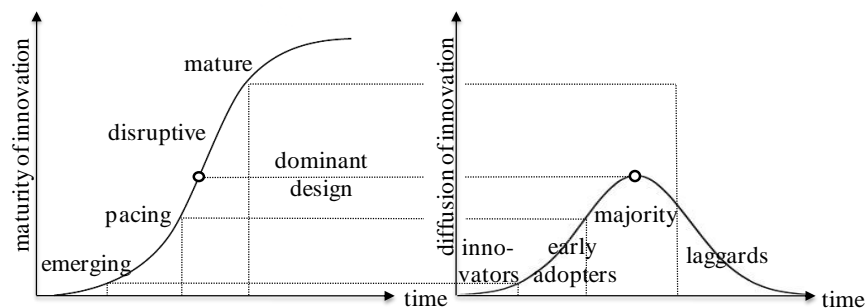 maturity of innovation
mature
disruptive
dominant
design
pacing
emerging
time
diffusion of innovation
majority
inno-
vators
early
adopters
laggards
time